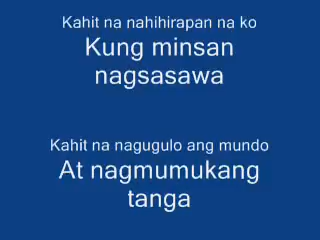 Kahit na nahihirapan na ko
Kung minsan
nagsasawa
Kahit na nagugulo ang mundo
At nagmumukang
tanga